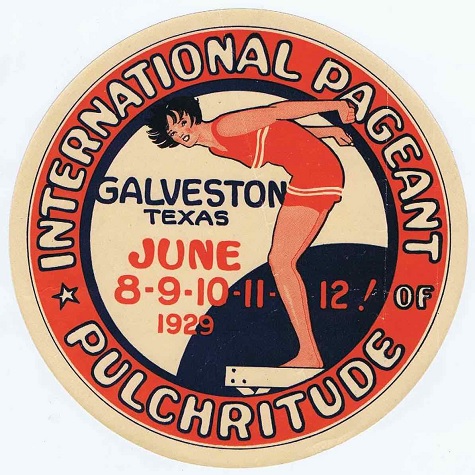 INTERNATIONAL PAGEANT
OF
PULCHRITUDE
GALVESTON
TEXAS
JUNE
8-9-10-11- 12!
1929